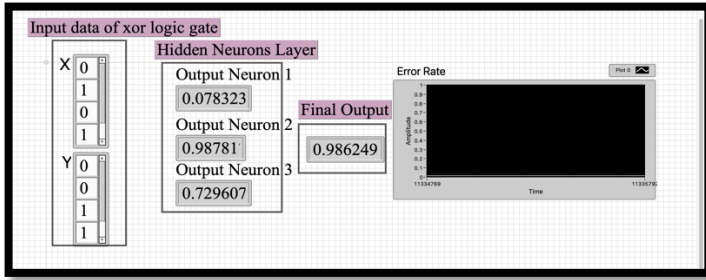 Input data of xor logic gate
Hidden Neurons Layer
X
0
1
0
1
Y
0
0
1
1
Output Neuron 1
0.078323
Output Neuron 2
0.98781
Output Neuron 3
0.729607
Final Output
0.986249
Error Rate
Plot 0
Amplitude
1
0.9
0.8
0.7
0.6
0.5
0.4
0.3
0.2
0.1
0
11334769
Time